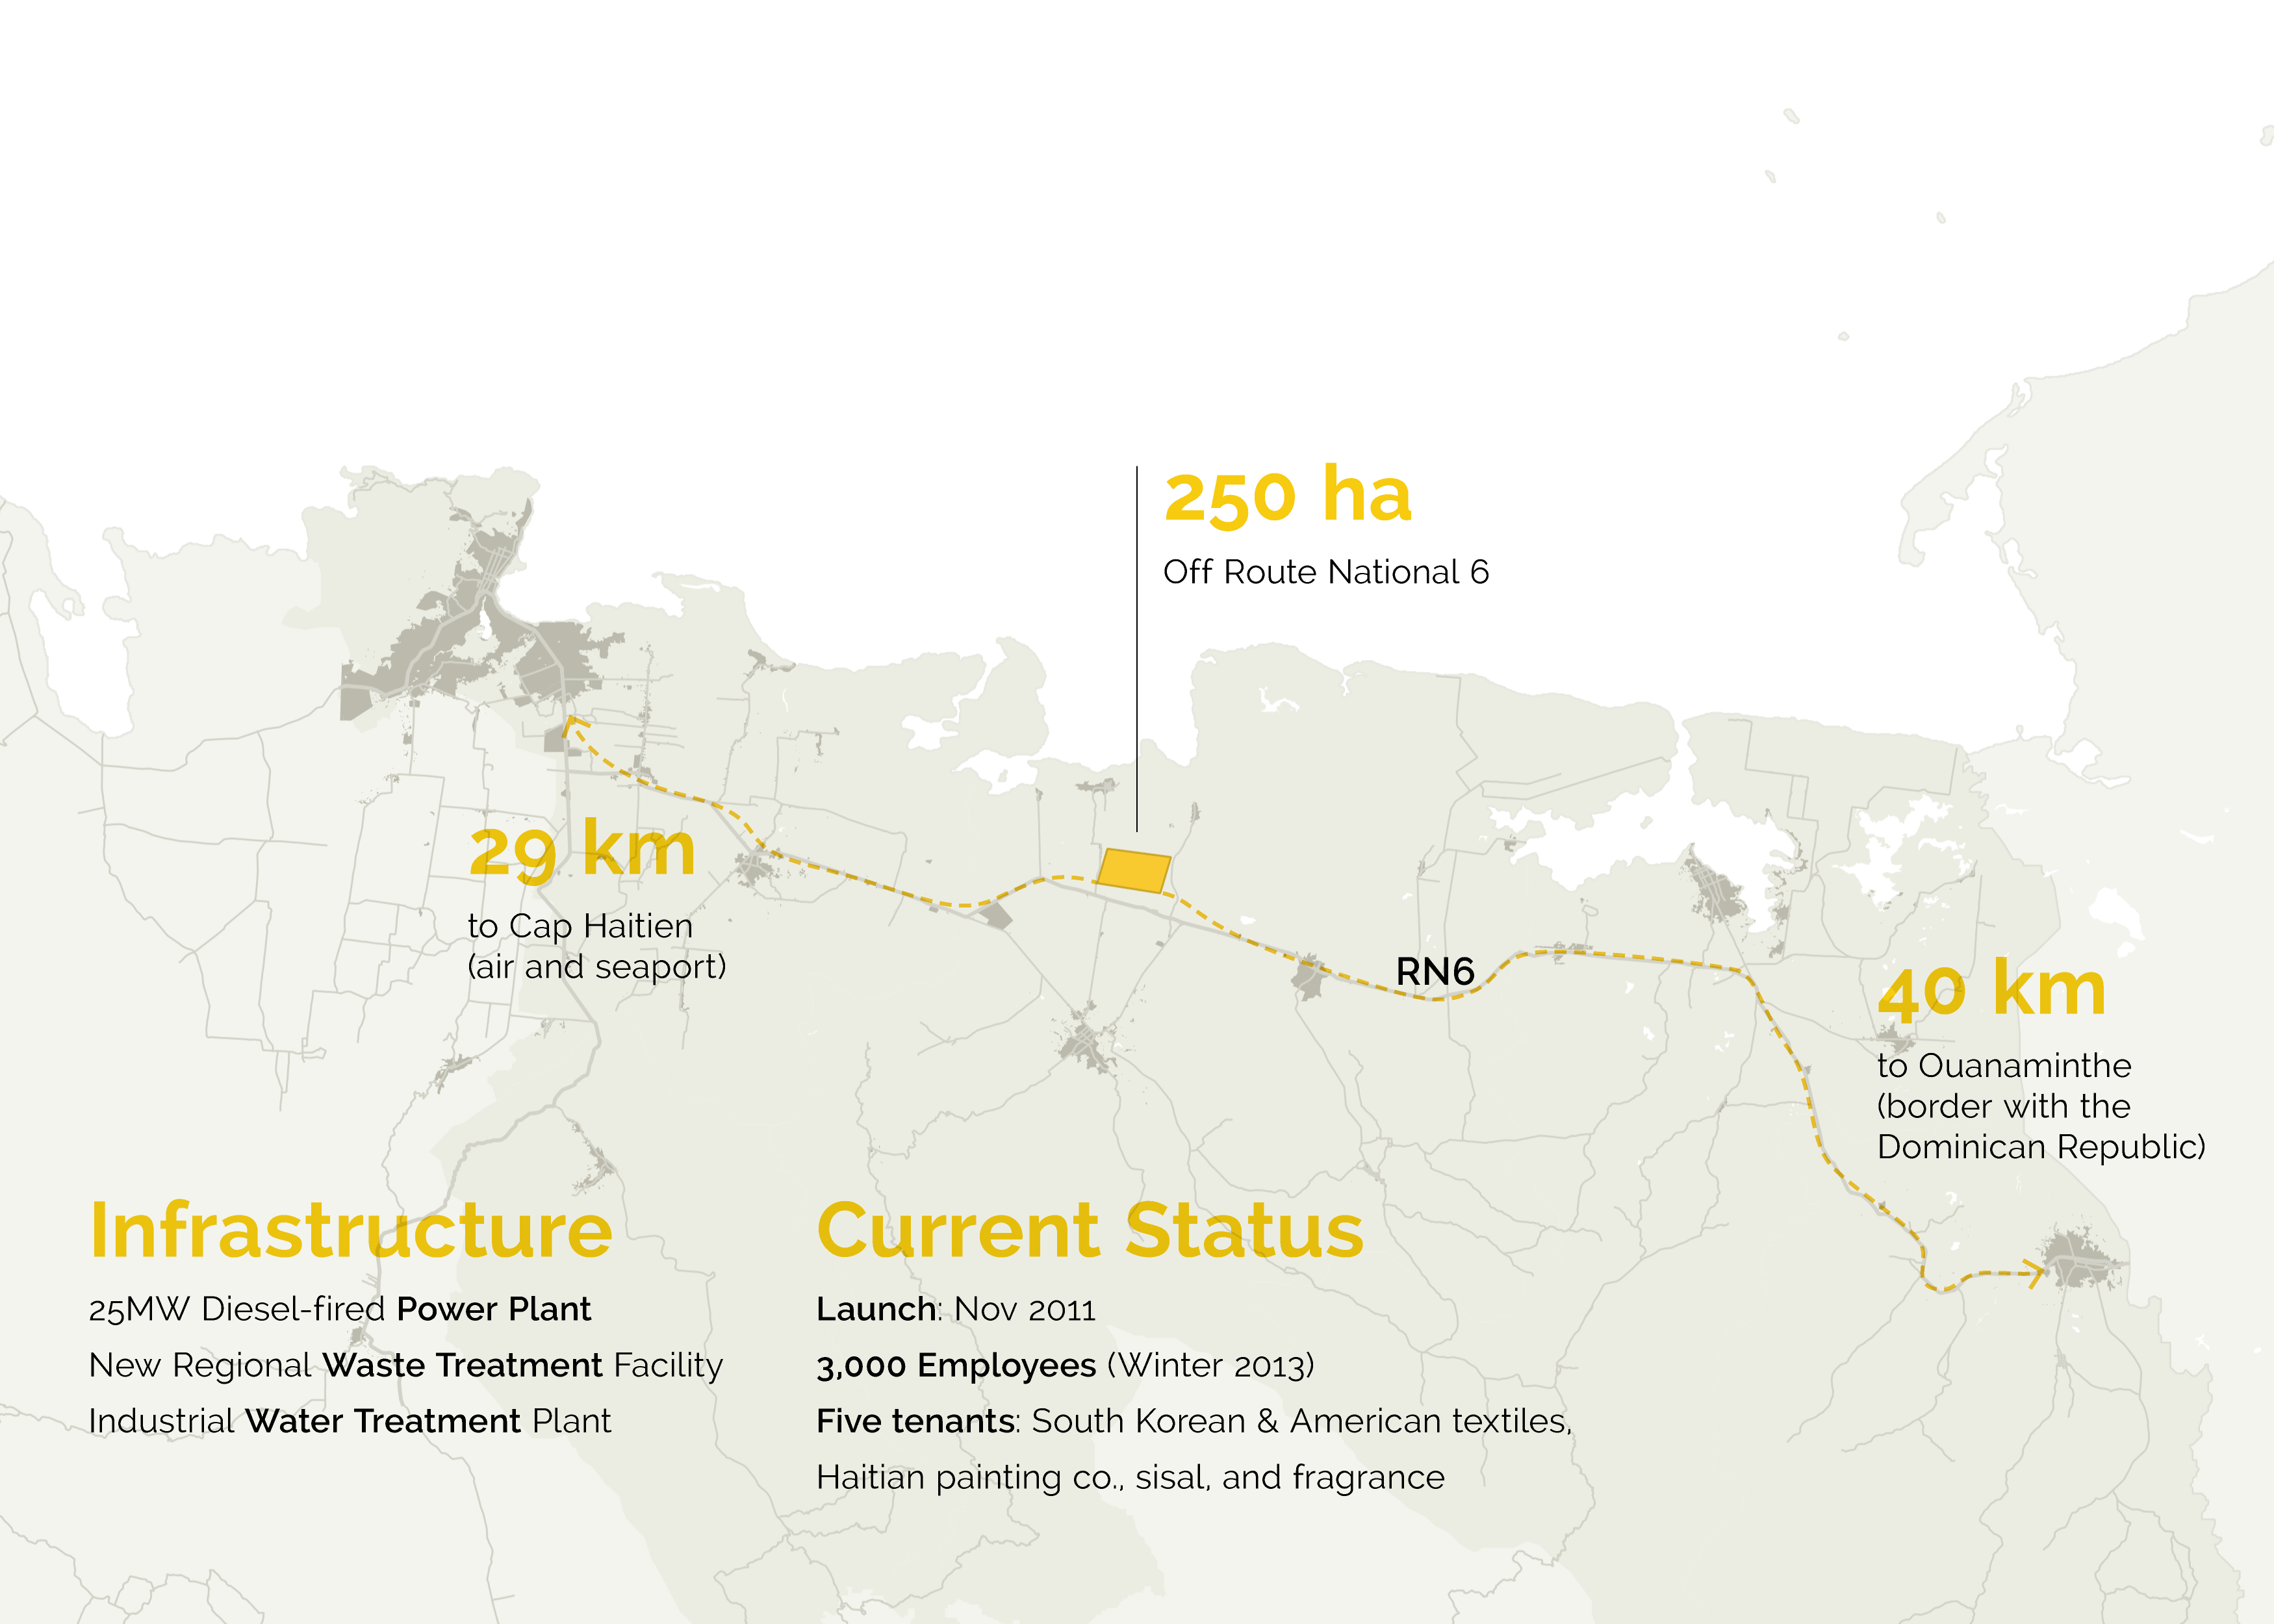 250 ha
Off Route National 6
29 km
to Cap Haitien
(air and seaport)
RN6
40 km
to Ouanaminthe
(border with the
Dominican Republic)
Infrastructure
25MW Diesel-fired Power Plant
New Regional Waste Treatment Facility
Industrial Water Treatment Plant
Current Status
Launch: Nov 2011
3,000 Employees (Winter 2013)
Five tenants: South Korean & American textiles,
Haitian painting co., sisal, and fragrance